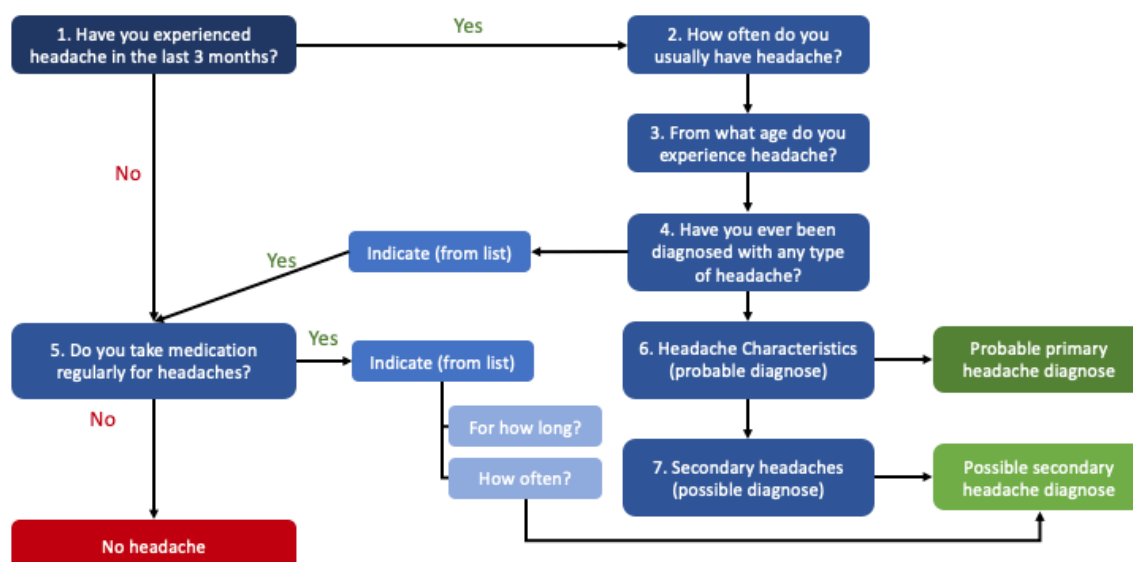 1. Have you experienced
headache in the last 3 months?
Yes
2. How often do you
usually have headache?
3. From what age do you
experience headache?
No
4. Have you ever been
diagnosed with any type
of headache?
Indicate (from list)
Yes
5. Do you take medication
regularly for headaches?
Yes
Indicate (from list)
6. Headache Characteristics
(probable diagnose)
Probable primary
headache diagnose
No
For how long?
How often?
7. Secondary headaches
(possible diagnose)
Possible secondary
headache diagnose
No headache